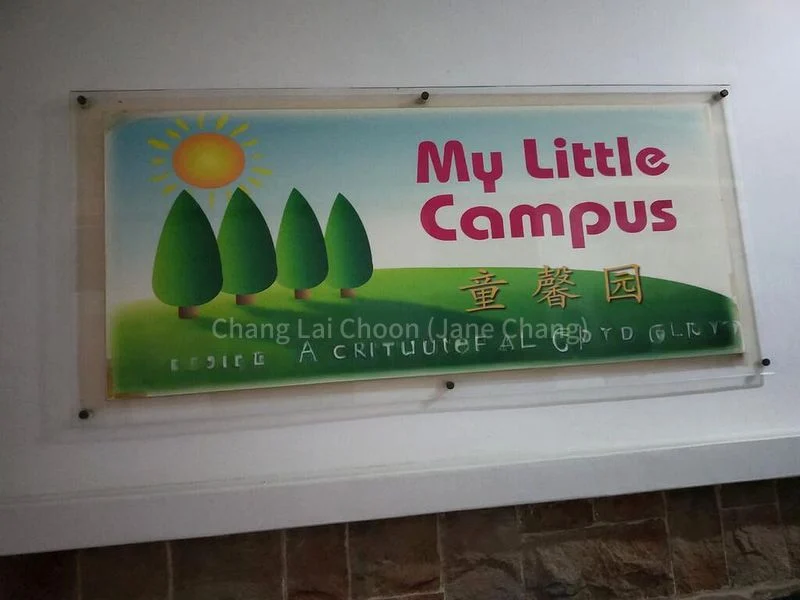 My Little
Campus
童馨园
Chang Lai Choon (Jane Chang)
A